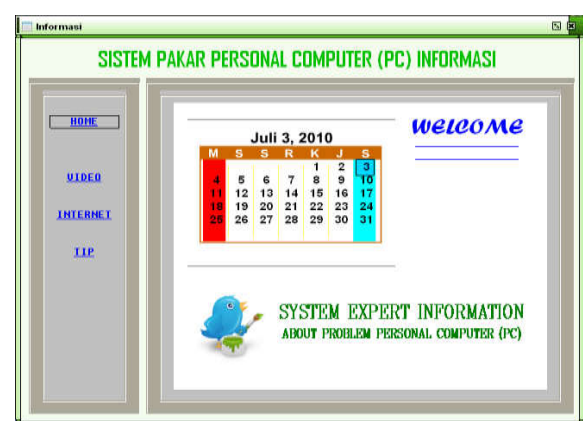 Informasi
SISTEM PAKAR PERSONAL COMPUTER (PC) INFORMASI
HOME
VIDEO
INTERNET
TIP
Juli 3, 2010
M S S R K J S
1 2 3
4 5 6 7 8 9 10
11 12 13 14 15 16 17
18 19 20 21 22 23 24
25 26 27 28 29 30 31
WELCOME
SYSTEM EXPERT INFORMATION
ABOUT PROBLEM PERSONAL COMPUTER (PC)